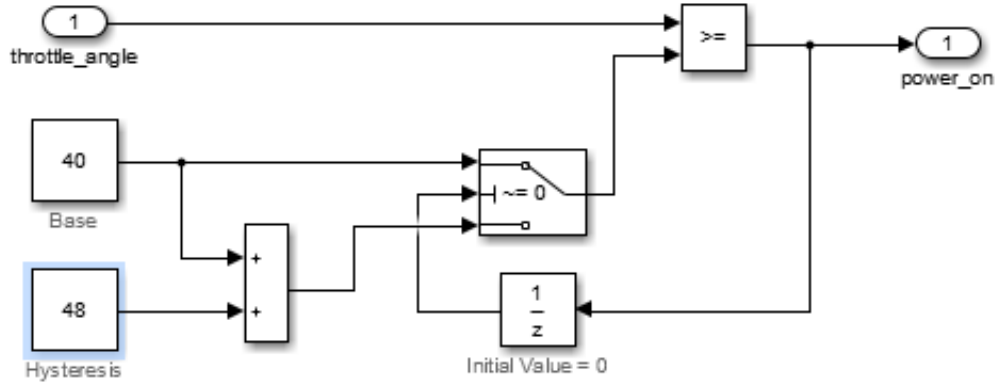 1
throttle_angle
>=
1
power_on
40
Base
~= 0
+
+
48
Hysteresis
1
z
Initial Value = 0